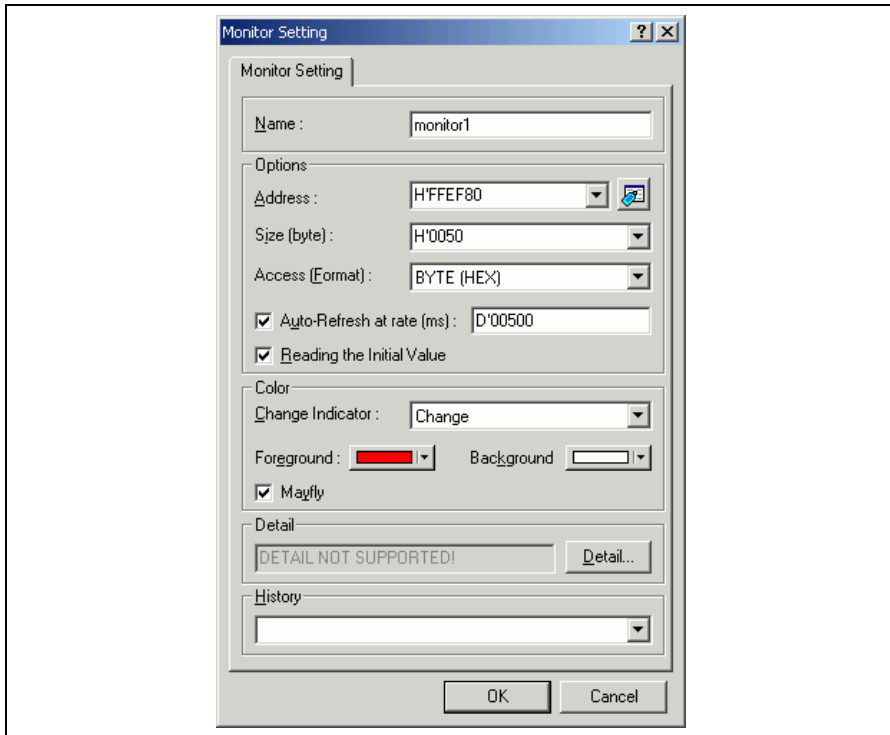 Monitor Setting
Monitor Setting
Name :
monitor1
Options
Address :
H'FFEF80
Size (byte) :
H'0050
Access (Format) :
BYTE (HEX)
Auto-Refresh at rate (ms) :
D'00500
Reading the Initial Value
Color
Change Indicator :
Change
Foreground :
Background
Mayfly
Detail
DETAIL NOT SUPPORTED!
Detail...
History
OK
Cancel